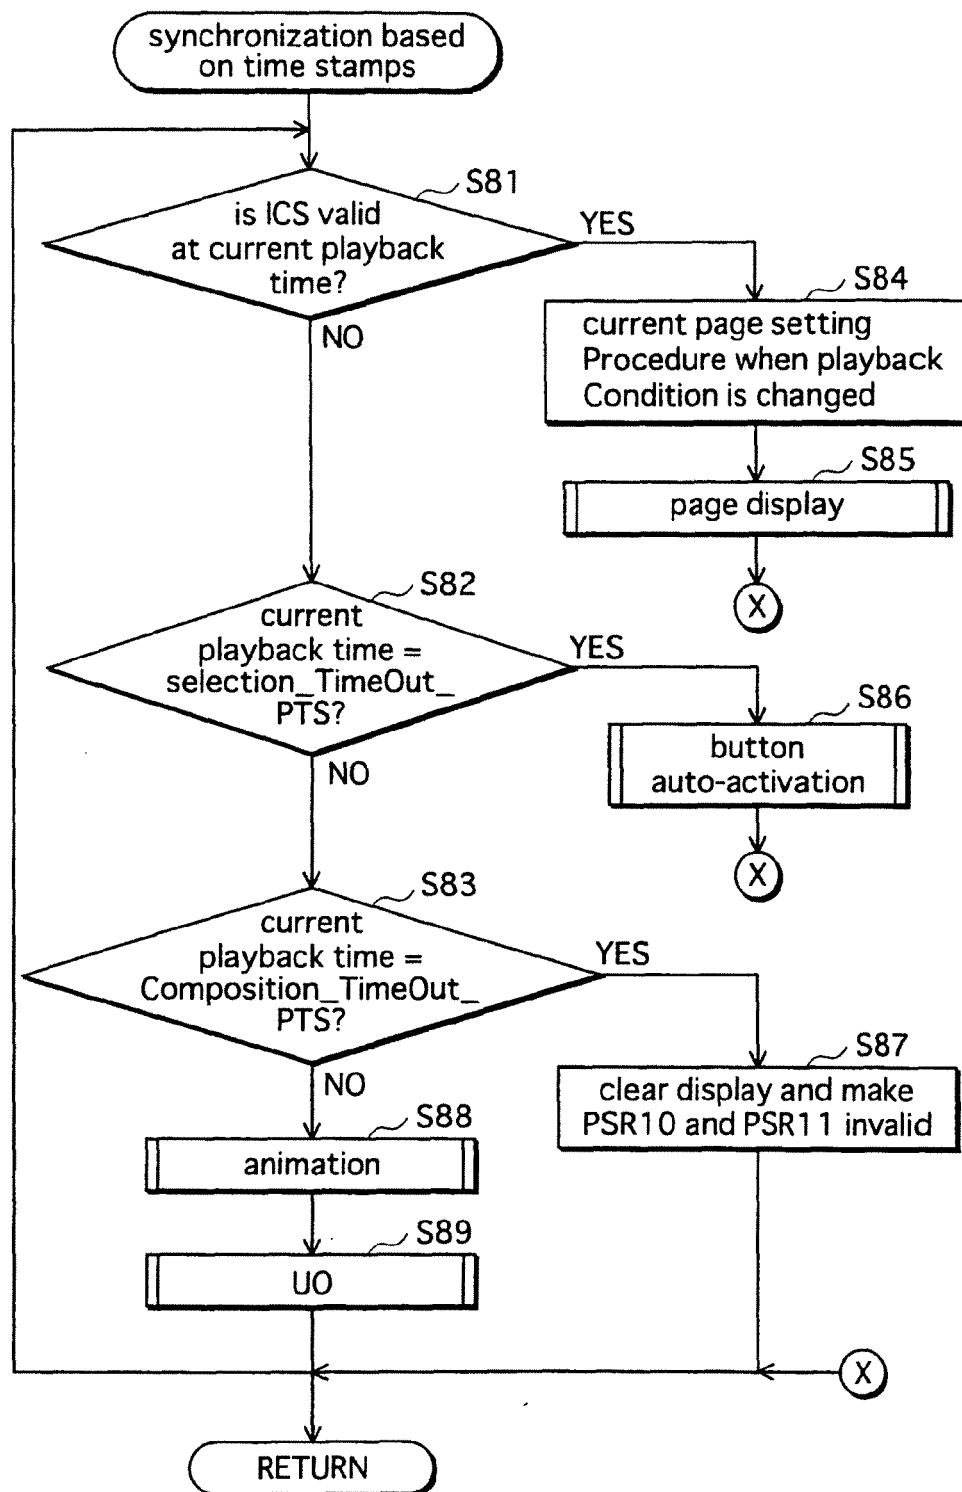 synchronization based
on time stamps
S81
is ICS valid
at current playback
time?
YES
NO
S84
current page setting
Procedure when playback
Condition is changed
S85
page display
X
S82
current
playback time =
selection_TimeOut_
PTS?
YES
NO
S86
button
auto-activation
X
S83
current
playback time =
Composition_TimeOut_
PTS?
YES
NO
S87
clear display and make
PSR10 and PSR11 invalid
S88
animation
S89
UO
X
RETURN